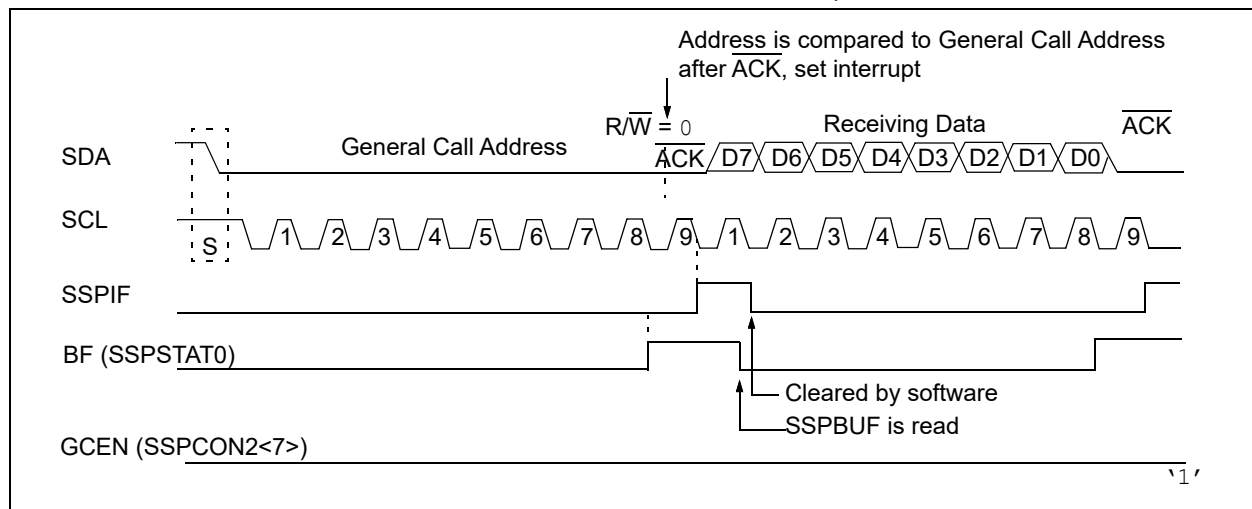 Address is compared to General Call Address
after A̅C̅K̅, set interrupt
R/W̅ = 0
Receiving Data
A̅C̅K̅
SDA
General Call Address
A̅C̅K̅ D7 D6 D5 D4 D3 D2 D1 D0
SCL
S 1 2 3 4 5 6 7 8 9 1 2 3 4 5 6 7 8 9
SSPIF
BF (SSPSTAT0)
Cleared by software
SSPBUF is read
GCEN (SSPCON2<7>)
‘1’